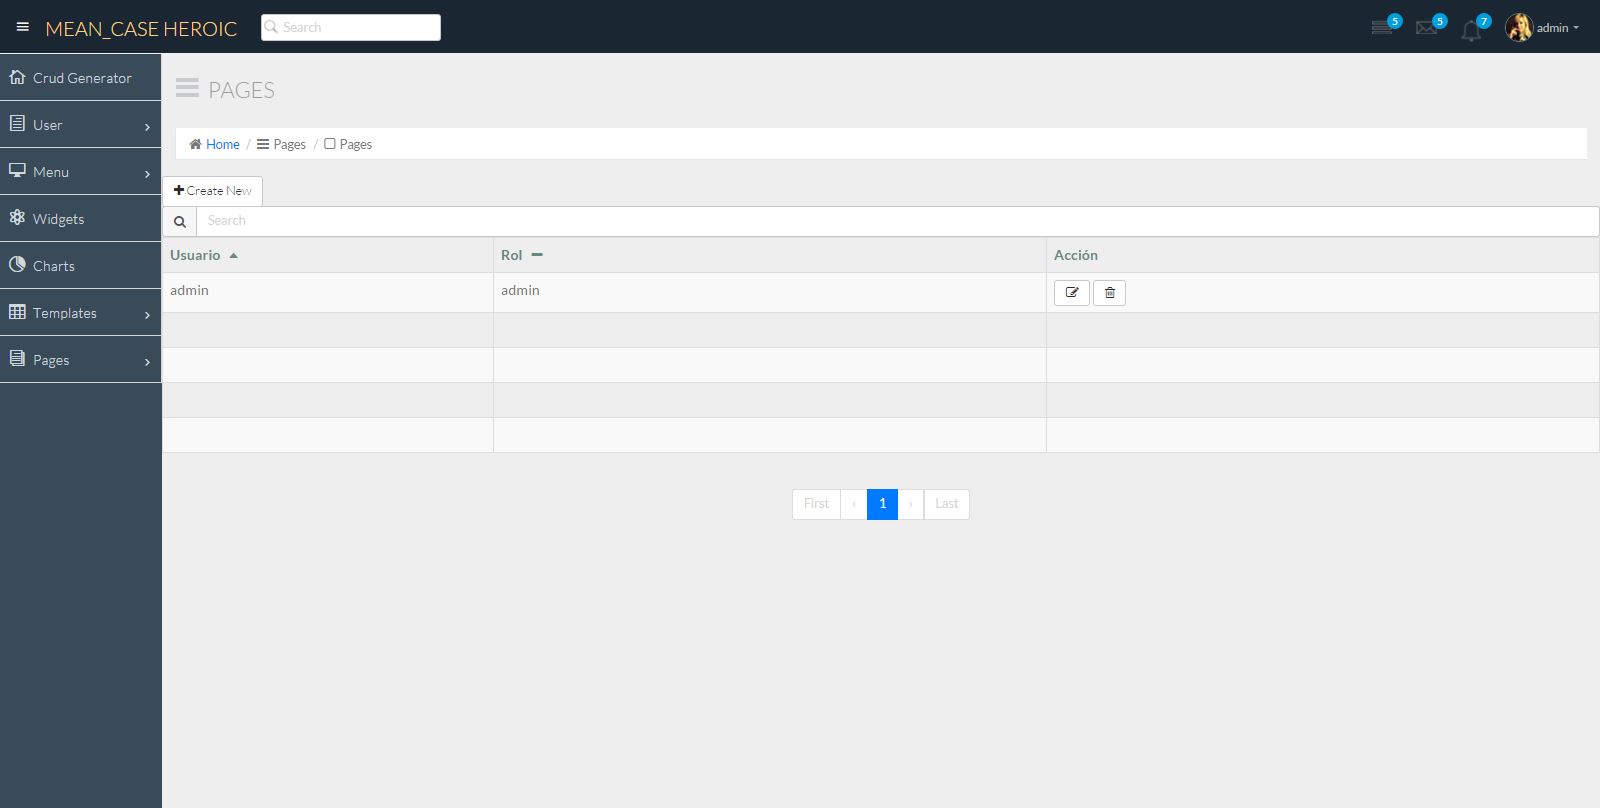 MEAN_CASE HEROIC
Search
5
5
7
admin
Crud Generator
User
Menu
Widgets
Charts
Templates
Pages
PAGES
Home / Pages / Pages
Create New
Search
Usuario Rol Acción
admin admin
First ‹ 1 › Last